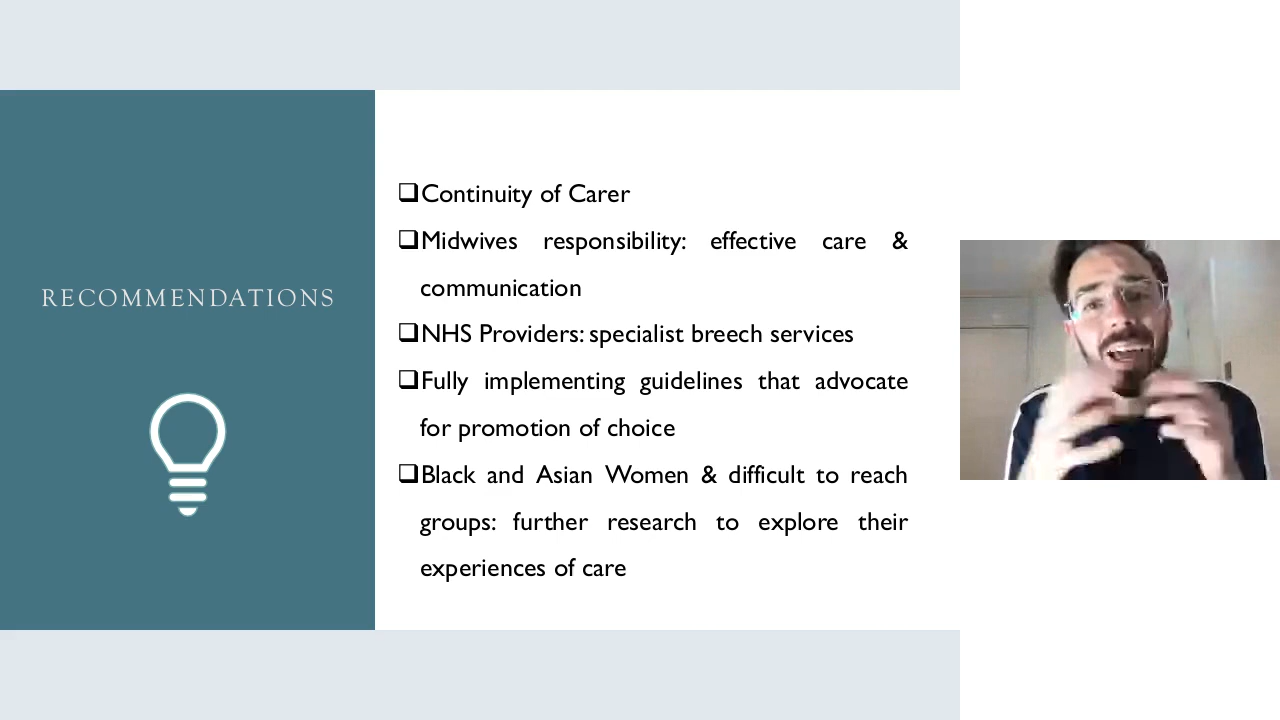 RECOMMENDATIONS
❑Continuity of Carer
❑Midwives responsibility: effective care &
communication
❑NHS Providers: specialist breech services
❑Fully implementing guidelines that advocate
for promotion of choice
❑Black and Asian Women & difficult to reach
groups: further research to explore their
experiences of care